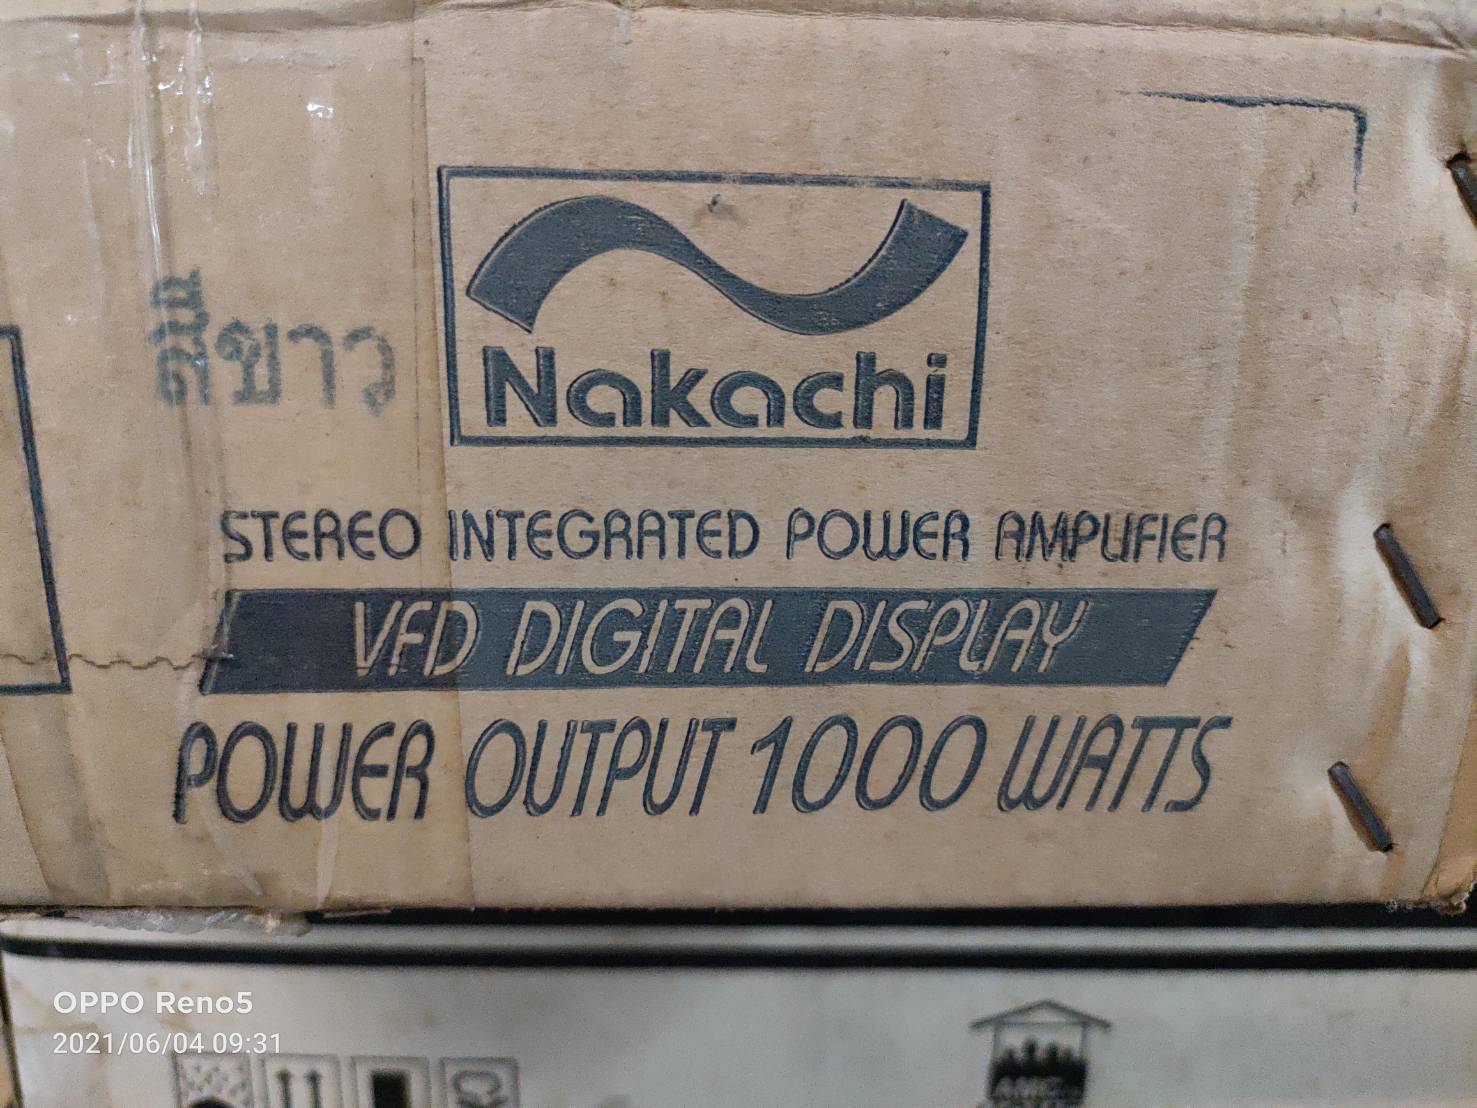 Nakachi
สีขาว
STEREO INTEGRATED POWER AMPLIFIER
VFD DIGITAL DISPLAY
POWER OUTPUT 1000 WATTS
OPPO Reno5
2021/06/04 09:31